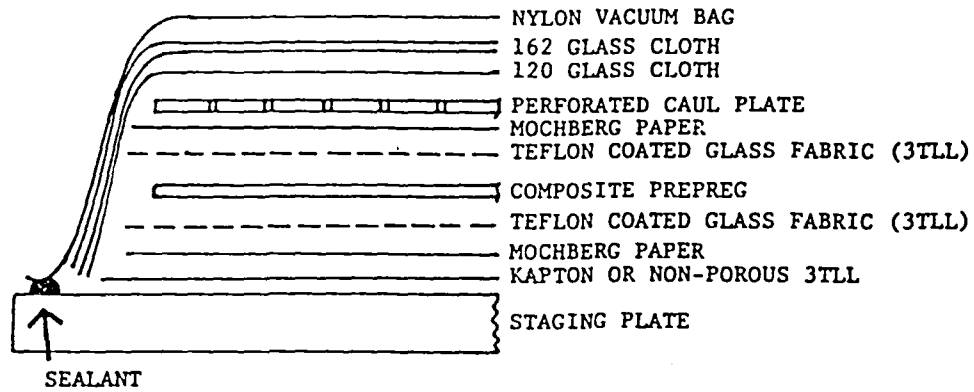 NYLON VACUUM BAG
162 GLASS CLOTH
120 GLASS CLOTH
PERFORATED CAUL PLATE
MOCHBERG PAPER
TEFLON COATED GLASS FABRIC (3TLL)
COMPOSITE PREPREG
TEFLON COATED GLASS FABRIC (3TLL)
MOCHBERG PAPER
KAPTON OR NON-POROUS 3TLL
STAGING PLATE
SEALANT